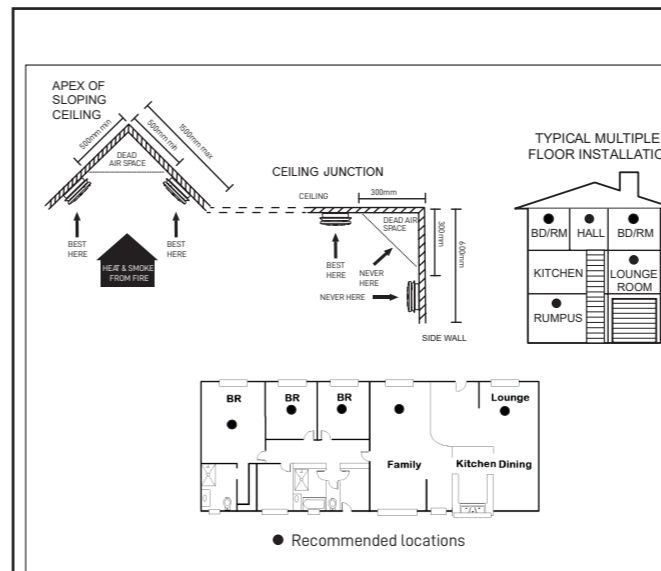 APEX OF
SLOPING
CEILING
500mm min
500mm min
1500mm max
DEAD
AIR SPACE
BEST
HERE
BEST
HERE
HEAT & SMOKE
FROM FIRE
CEILING JUNCTION
CEILING
300mm
DEAD AIR
SPACE
300mm
600mm
BEST
HERE
NEVER
HERE
NEVER HERE
SIDE WALL
TYPICAL MULTIPLE
FLOOR INSTALLATIO
BD/RM
HALL
BD/RM
KITCHEN
LOUNGE
ROOM
RUMPUS
BR
BR
BR
Lounge
Family
Kitchen Dining
Recommended locations